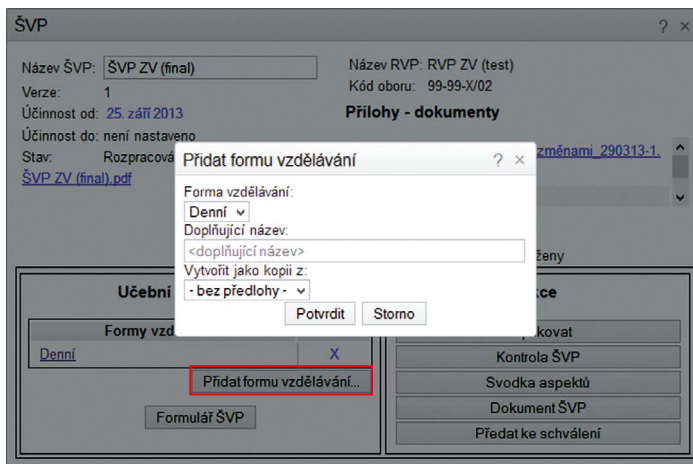 ŠVP
? ×
Název ŠVP: ŠVP ZV (final)
Verze: 1
Účinnost od: 25. září 2013
Účinnost do: není nastaveno
Stav: Rozpracová
ŠVP ZV (final).pdf
Název RVP: RVP ZV (test)
Kód oboru: 99-99-X/02
Přílohy - dokumenty
změnami_290313-1.
ženy
Přidat formu vzdělávání ? ×
Forma vzdělávání:
Denní
Doplňující název:
<doplňující název>
Vytvořit jako kopii z:
- bez předlohy -
Potvrdit Storno
Učební
Formy vzd
Denní X
Přidat formu vzdělávání...
Formulář ŠVP
ce
kovat
Kontrola ŠVP
Svodka aspektů
Dokument ŠVP
Předat ke schválení